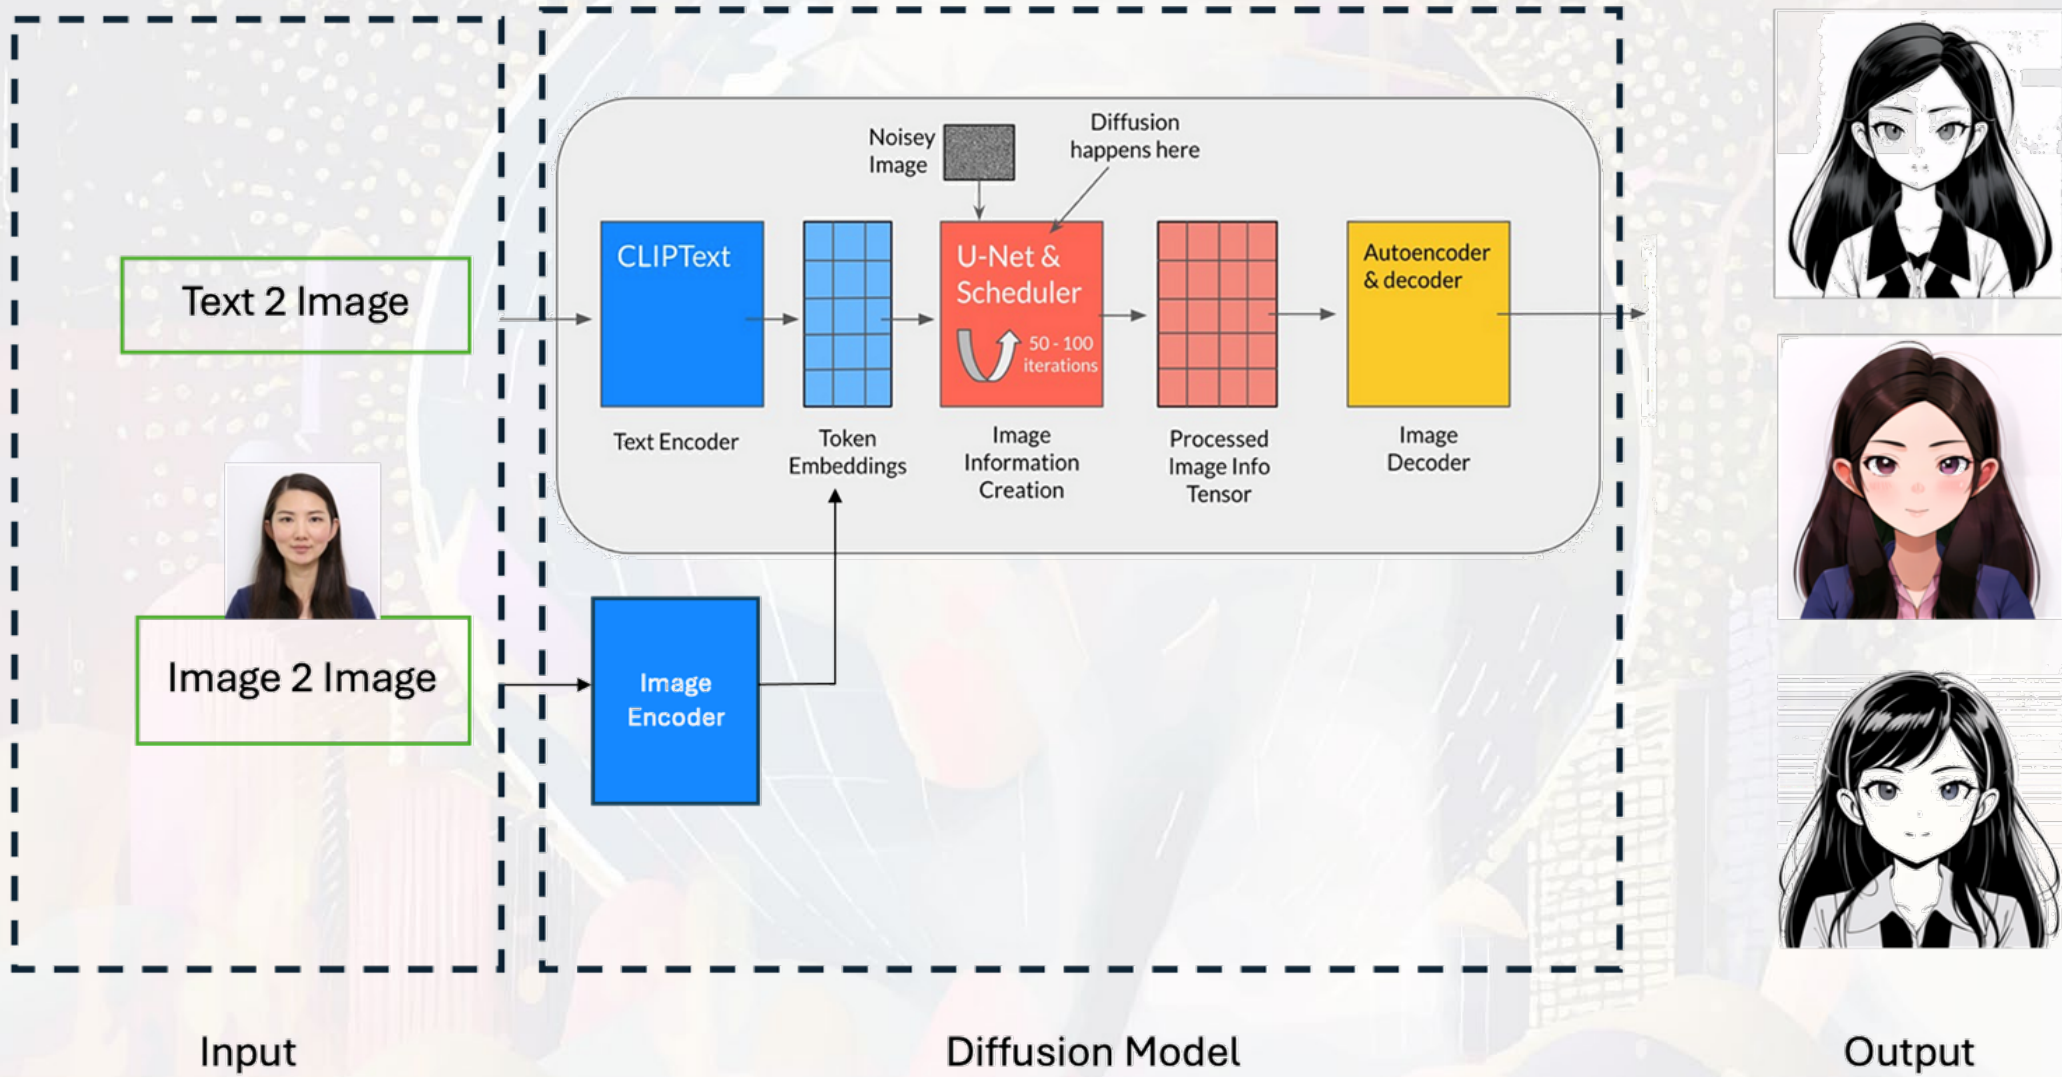 Noisey
Image
Diffusion
happens here
Text 2 Image
CLIPText
U-Net &
Scheduler
50 - 100
iterations
Autoencoder
& decoder
Text Encoder
Token
Embeddings
Image
Information
Creation
Processed
Image Info
Tensor
Image
Decoder
Image 2 Image
Image
Encoder
Input
Diffusion Model
Output